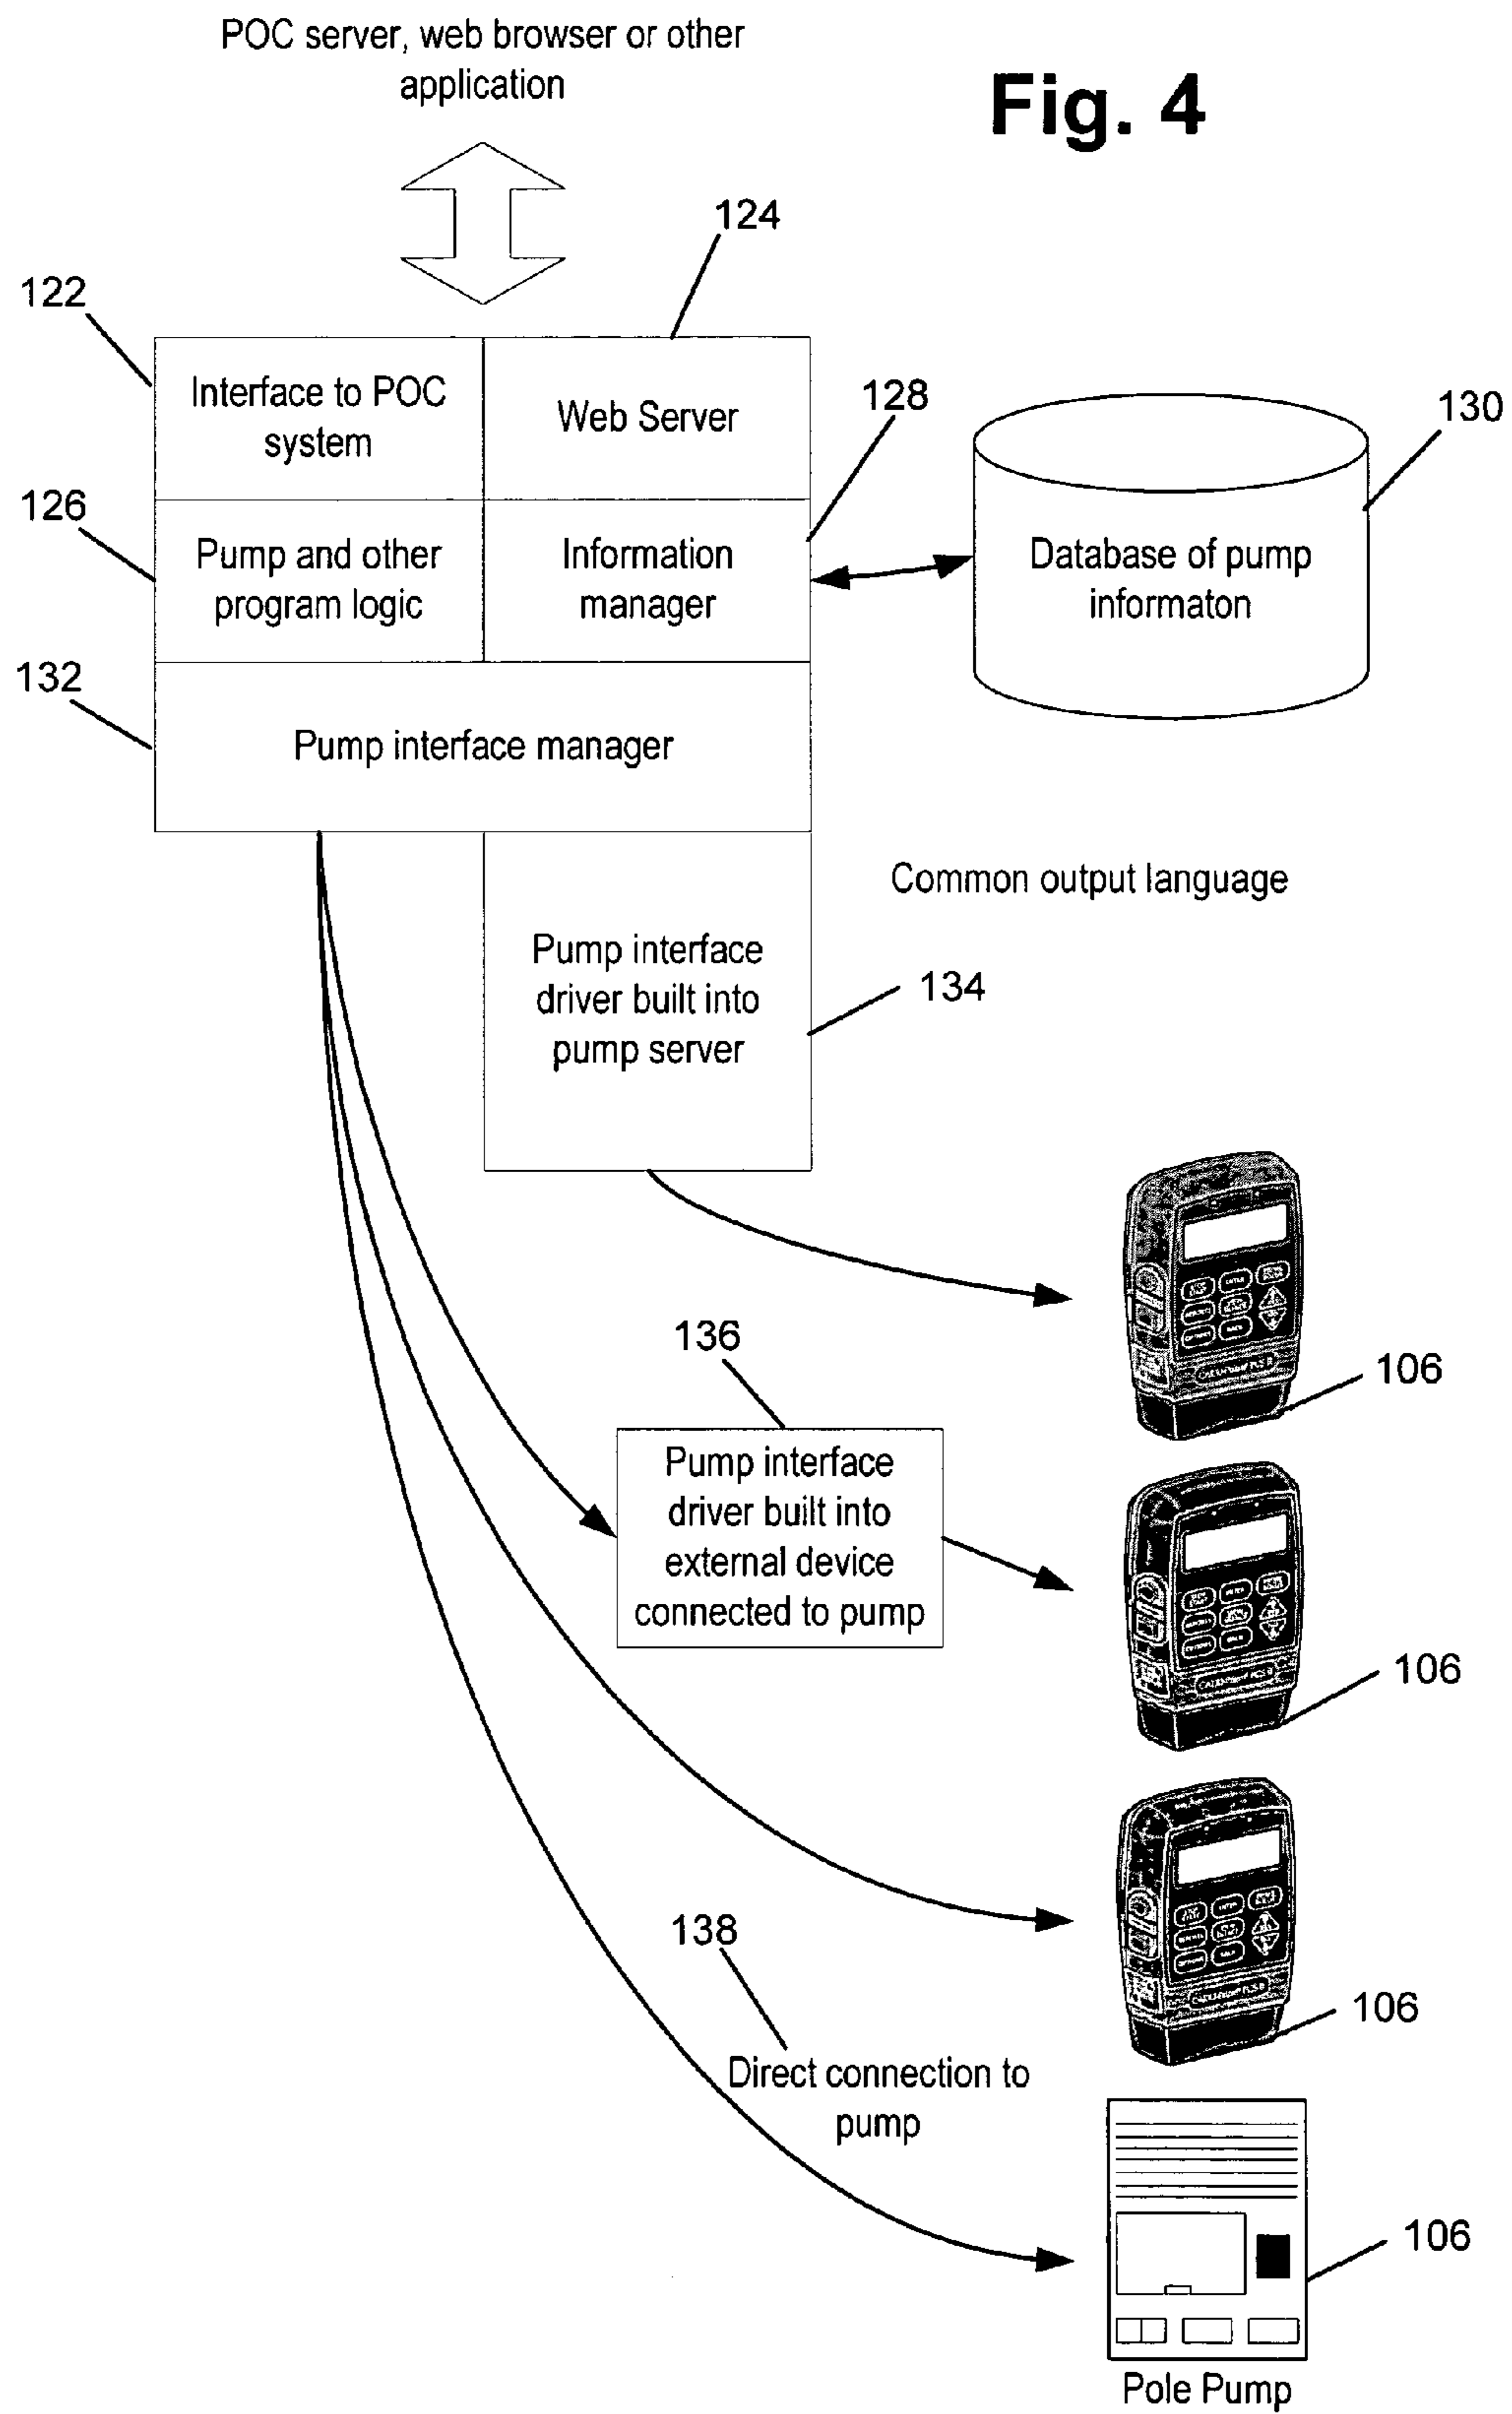 POC server, web browser or other
application
Fig. 4
124
122
Interface to POC
system
Web Server
128
130
126
Pump and other
program logic
Information
manager
Database of pump
informaton
132
Pump interface manager
Common output language
Pump interface
driver built into
pump server
134
136
106
Pump interface
driver built into
external device
connected to pump
106
138
106
Direct connection to
pump
106
Pole Pump